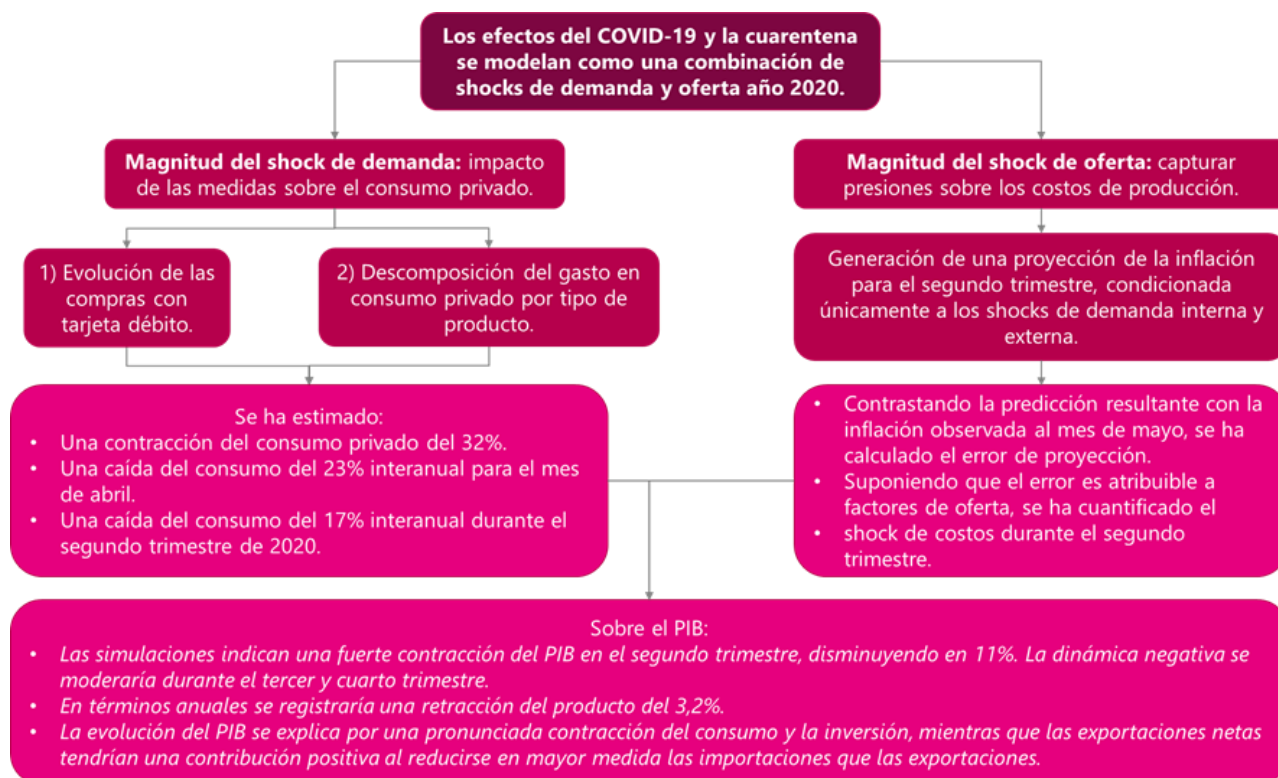 Los efectos del COVID-19 y la cuarentena
se modelan como una combinación de
shocks de demanda y oferta año 2020.
Magnitud del shock de demanda: impacto
de las medidas sobre el consumo privado.
Magnitud del shock de oferta: capturar
presiones sobre los costos de producción.
1) Evolución de las
compras con
tarjeta débito.
2) Descomposición del gasto en
consumo privado por tipo de
producto.
Generación de una proyección de la inflación
para el segundo trimestre, condicionada
únicamente a los shocks de demanda interna y
externa.
Se ha estimado:
• Una contracción del consumo privado del 32%.
• Una caída del consumo del 23% interanual para el mes
de abril.
• Una caída del consumo del 17% interanual durante el
segundo trimestre de 2020.
• Contrastando la predicción resultante con la
inflación observada al mes de mayo, se ha
calculado el error de proyección.
• Suponiendo que el error es atribuible a
factores de oferta, se ha cuantificado el
• shock de costos durante el segundo
trimestre.
Sobre el PIB:
• Las simulaciones indican una fuerte contracción del PIB en el segundo trimestre, disminuyendo en 11%. La dinámica negativa se
moderaría durante el tercer y cuarto trimestre.
• En términos anuales se registraría una retracción del producto del 3,2%.
• La evolución del PIB se explica por una pronunciada contracción del consumo y la inversión, mientras que las exportaciones netas
tendrían una contribución positiva al reducirse en mayor medida las importaciones que las exportaciones.